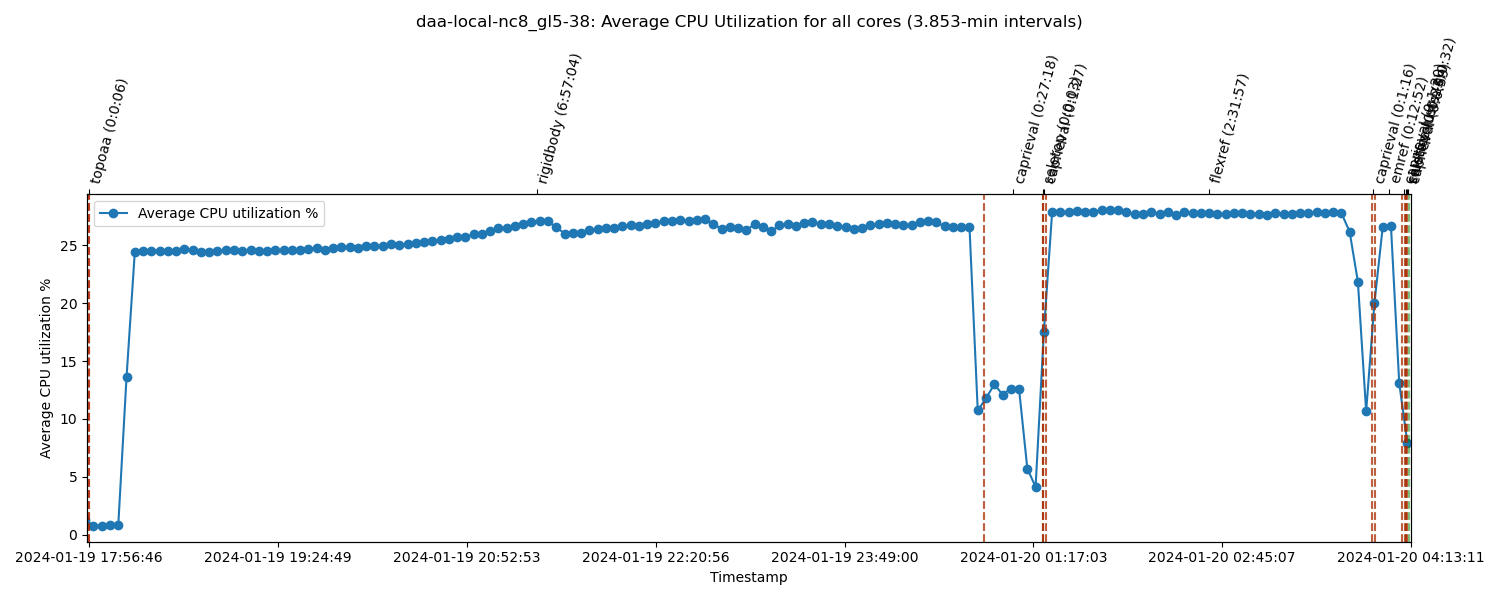 daa-local-nc8_gl5-38: Average CPU Utilization for all cores (3.853-min intervals)
topoaa (0:0:06)
rigidbody (6:57:04)
caprieval (0:27:18)
flexref (2:31:57)
caprieval (0:1:16)
emref (0:12:52)
Average CPU utilization %
Average CPU utilization %
25
20
15
10
5
0
2024-01-19 17:56:46
2024-01-19 19:24:49
2024-01-19 20:52:53
2024-01-19 22:20:56
2024-01-19 23:49:00
2024-01-20 01:17:03
2024-01-20 02:45:07
2024-01-20 04:13:11
Timestamp